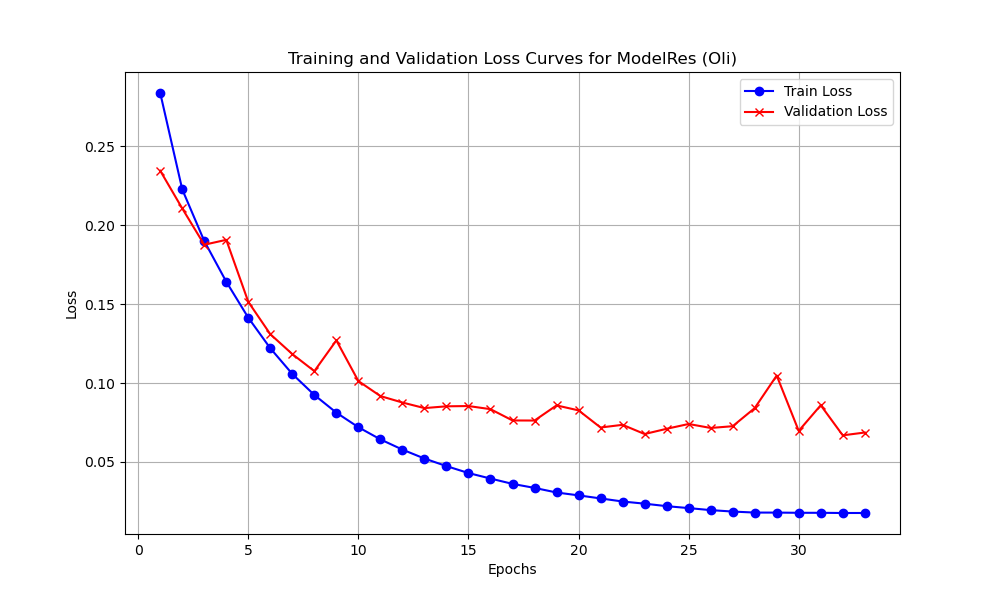 Training and Validation Loss Curves for ModelRes (Oli)
Train Loss
Validation Loss
0.25
0.20
0.15
0.10
0.05
Loss
0 5 10 15 20 25 30
Epochs